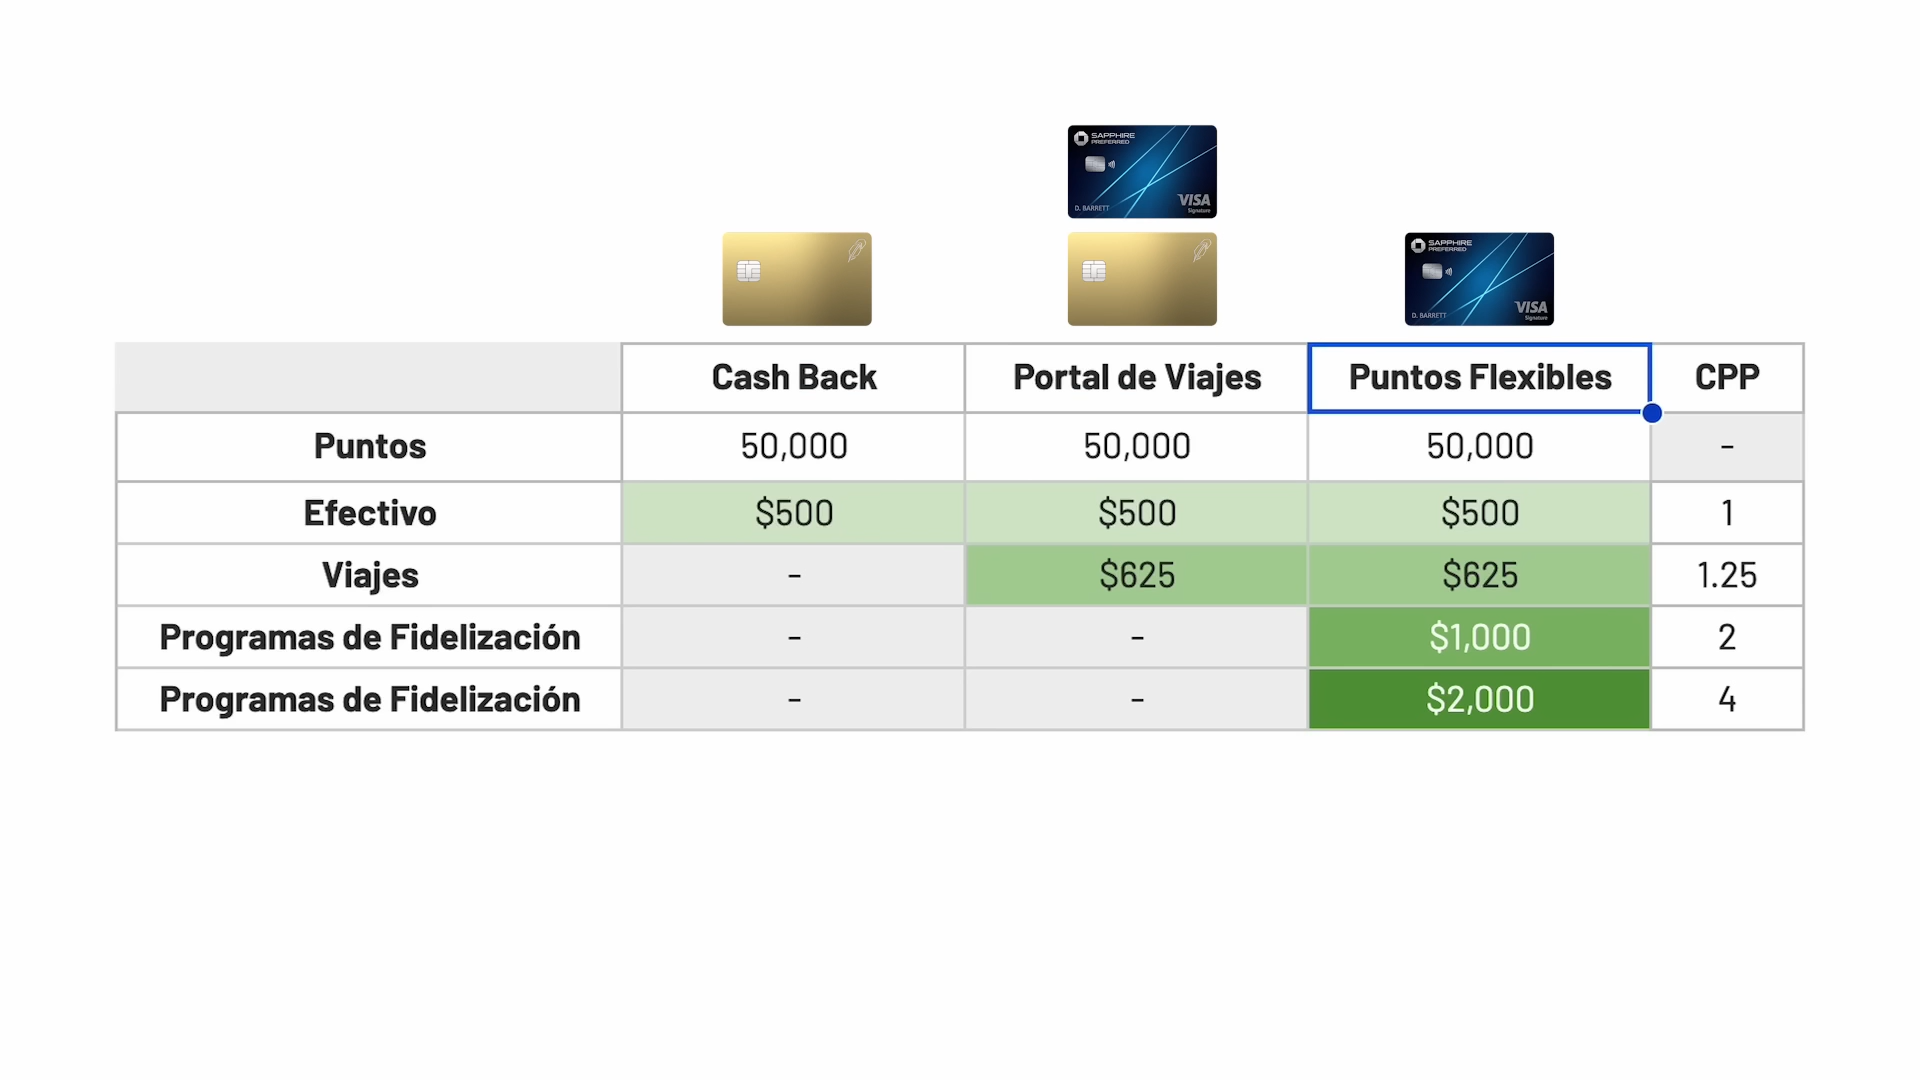 SAPPHIRE
PREFERRED
D. BARRETT
VISA
Signature
SAPPHIRE
PREFERRED
D. BARRETT
VISA
Signature
Cash Back Portal de Viajes Puntos Flexibles CPP
Puntos 50,000 50,000 50,000 -
Efectivo $500 $500 $500 1
Viajes - $625 $625 1.25
Programas de Fidelización - - $1,000 2
Programas de Fidelización - - $2,000 4